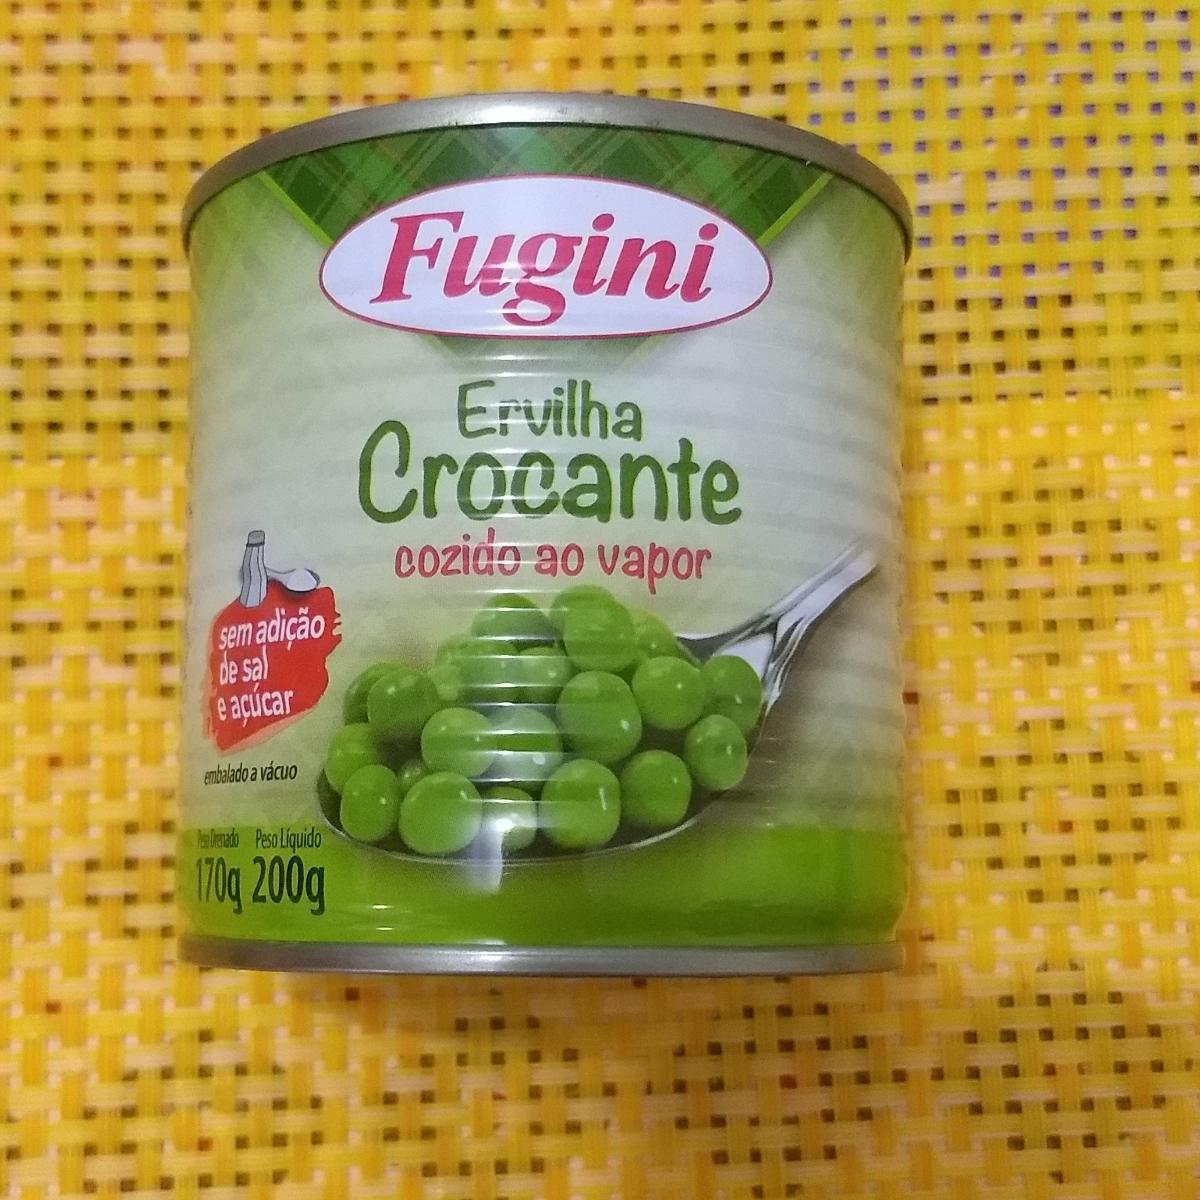 Fugini
Ervilha
Crocante
cozido ao vapor
sem adição
de sal
e açúcar
embalado a vácuo
Peso Drenado Peso Líquido
170g 200g